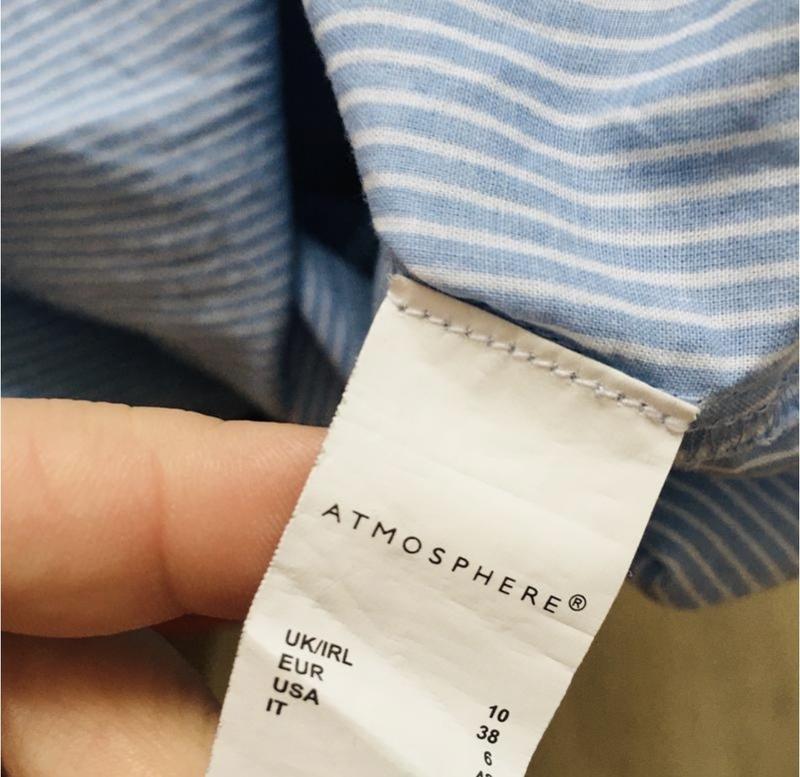 ATMOSPHERE®
UK/IRL 10
EUR 38
USA 6
IT